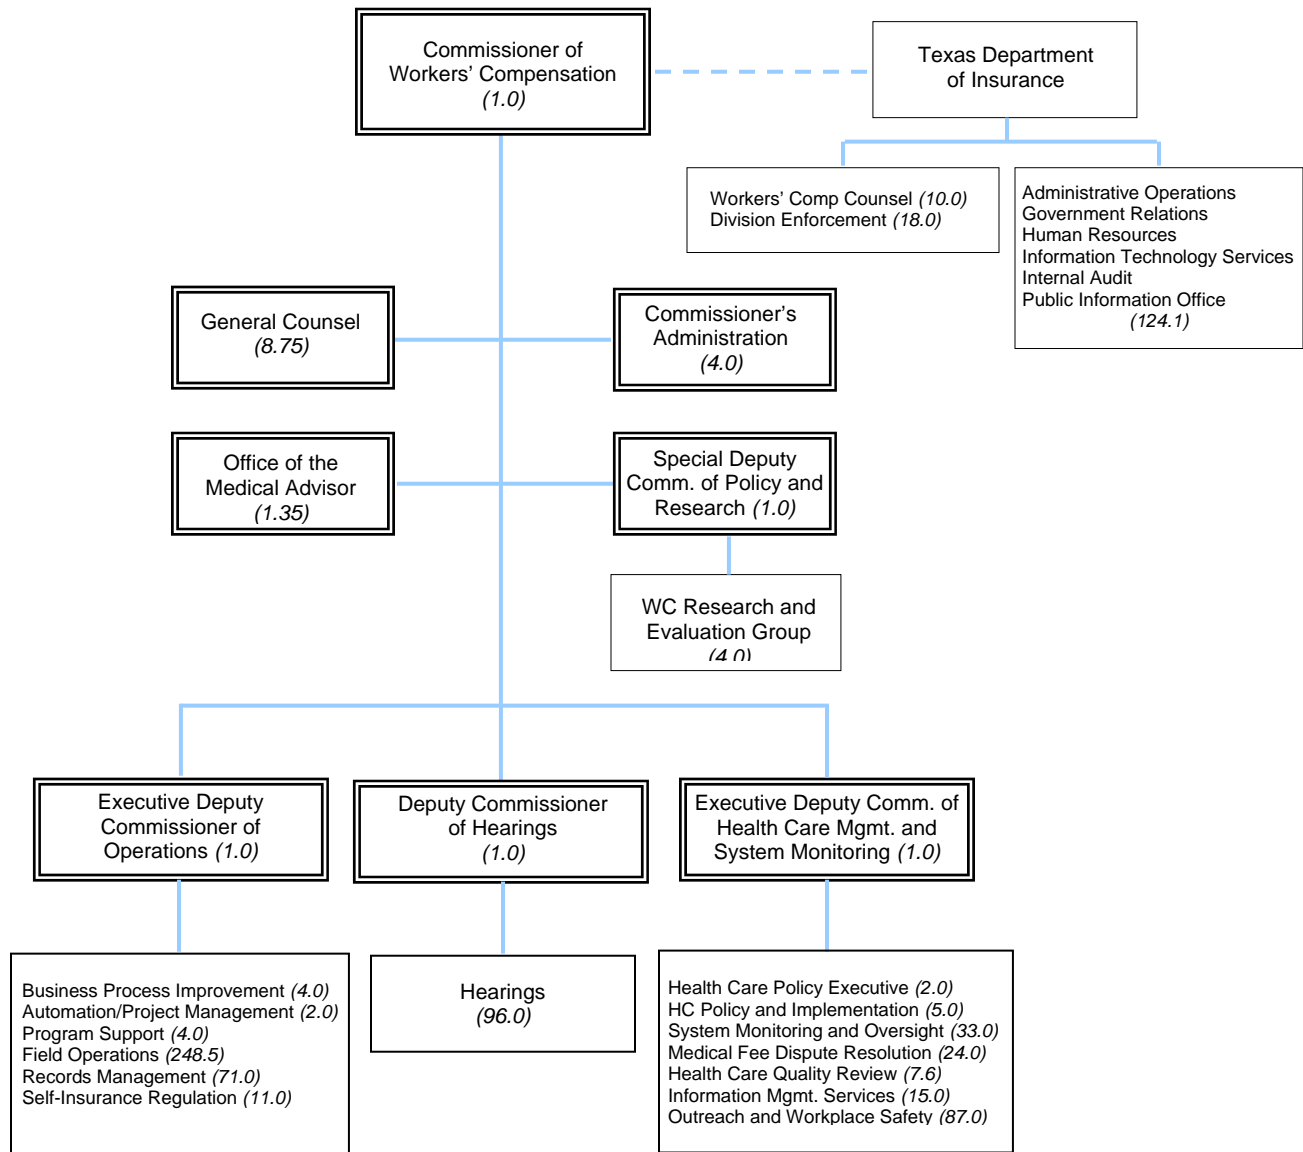 Commissioner of
Workers' Compensation
(1.0)
Texas Department
of Insurance
Workers' Comp Counsel (10.0)
Division Enforcement (18.0)
Administrative Operations
Government Relations
Human Resources
Information Technology Services
Internal Audit
Public Information Office
(124.1)
General Counsel
(8.75)
Commissioner's
Administration
(4.0)
Office of the
Medical Advisor
(1.35)
Special Deputy
Comm. of Policy and
Research (1.0)
WC Research and
Evaluation Group
(4.0)
Executive Deputy
Commissioner of
Operations (1.0)
Deputy Commissioner
of Hearings
(1.0)
Executive Deputy Comm. of
Health Care Mgmt. and
System Monitoring (1.0)
Business Process Improvement (4.0)
Automation/Project Management (2.0)
Program Support (4.0)
Field Operations (248.5)
Records Management (71.0)
Self-Insurance Regulation (11.0)
Hearings
(96.0)
Health Care Policy Executive (2.0)
HC Policy and Implementation (5.0)
System Monitoring and Oversight (33.0)
Medical Fee Dispute Resolution (24.0)
Health Care Quality Review (7.6)
Information Mgmt. Services (15.0)
Outreach and Workplace Safety (87.0)